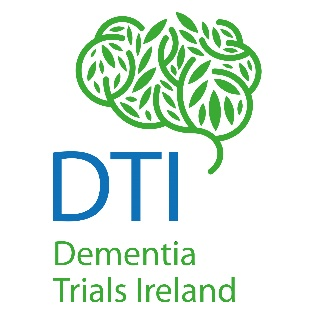 DTI
Dementia
Trials Ireland